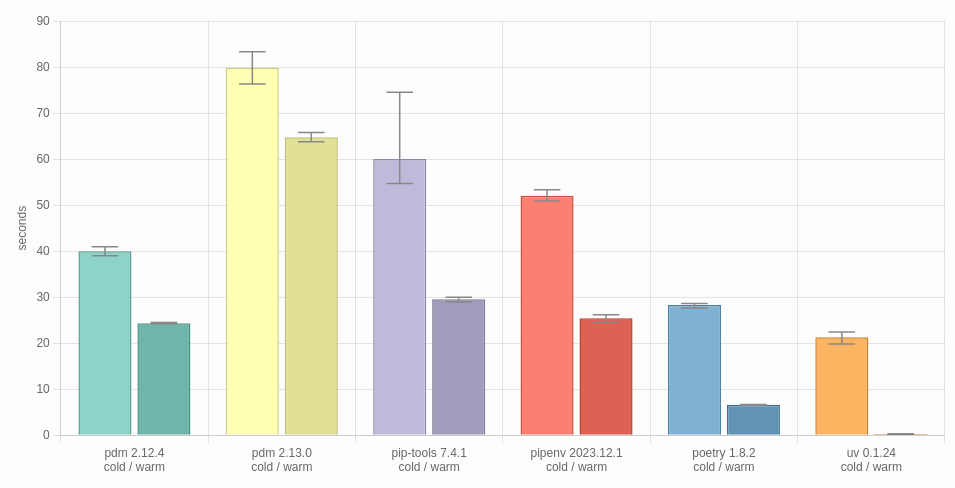 90
80
70
60
50
40
30
20
10
0
seconds
pdm 2.12.4
cold / warm
pdm 2.13.0
cold / warm
pip-tools 7.4.1
cold / warm
pipenv 2023.12.1
cold / warm
poetry 1.8.2
cold / warm
uv 0.1.24
cold / warm